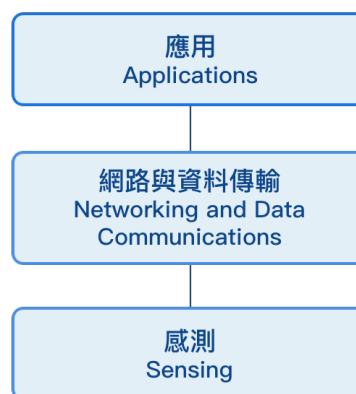 應用
Applications
網路與資料傳輸
Networking and Data
Communications
感測
Sensing